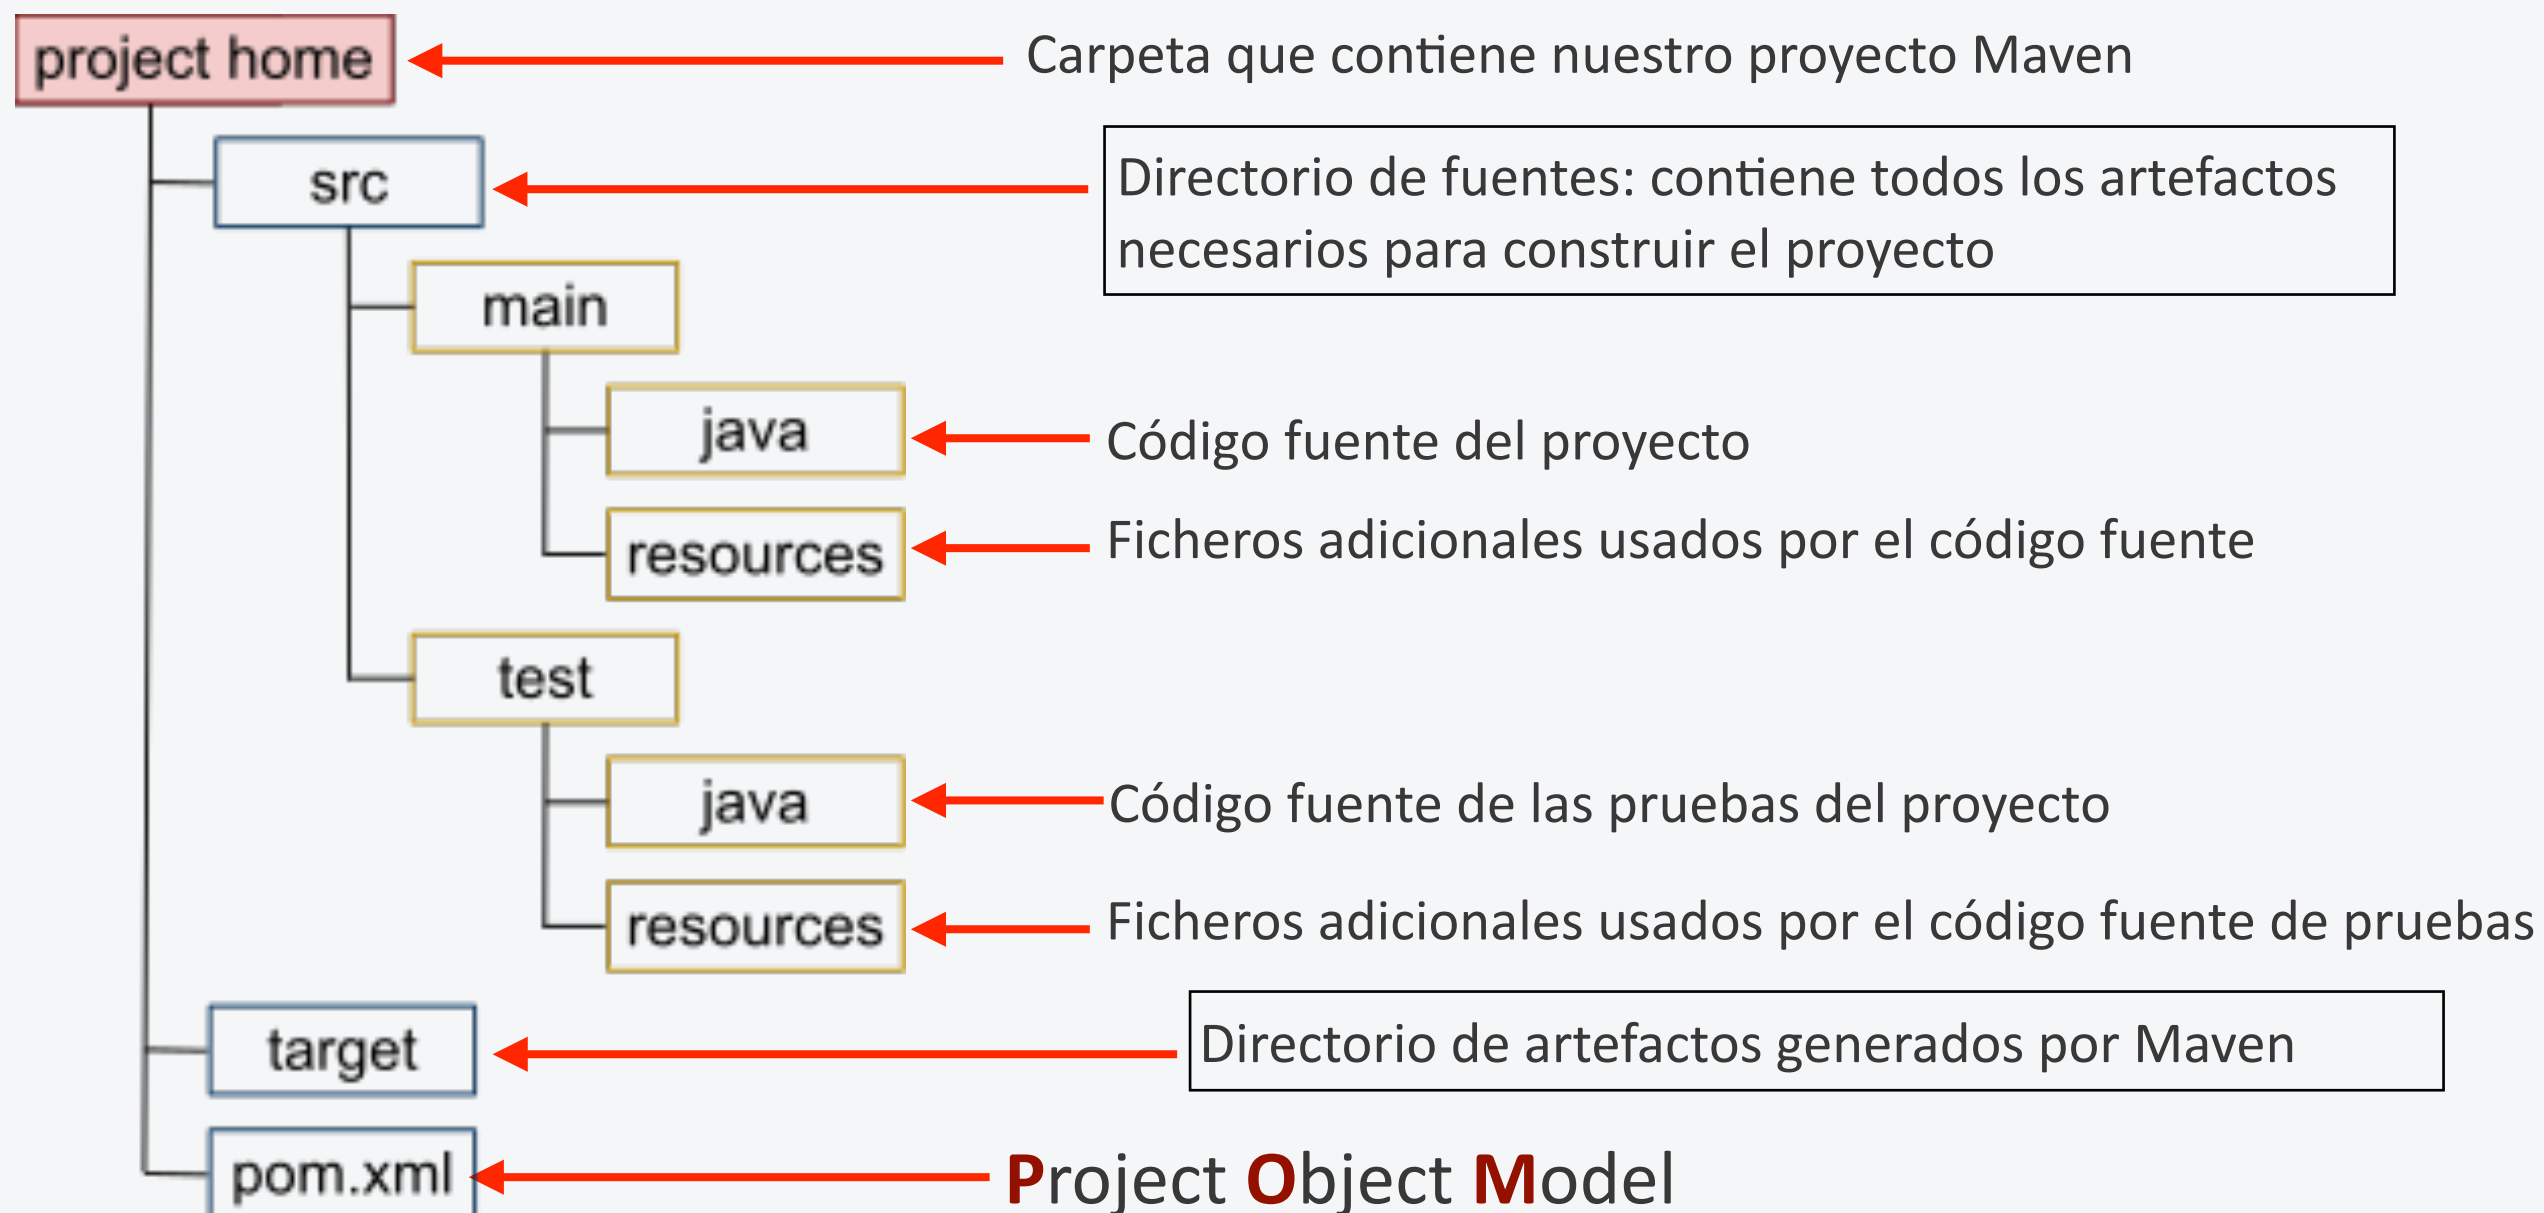 project home
Carpeta que contiene nuestro proyecto Maven
src
Directorio de fuentes: contiene todos los artefactos
necesarios para construir el proyecto
main
java
Código fuente del proyecto
resources
Ficheros adicionales usados por el código fuente
test
java
Código fuente de las pruebas del proyecto
resources
Ficheros adicionales usados por el código fuente de pruebas
target
Directorio de artefactos generados por Maven
pom.xml
Project Object Model